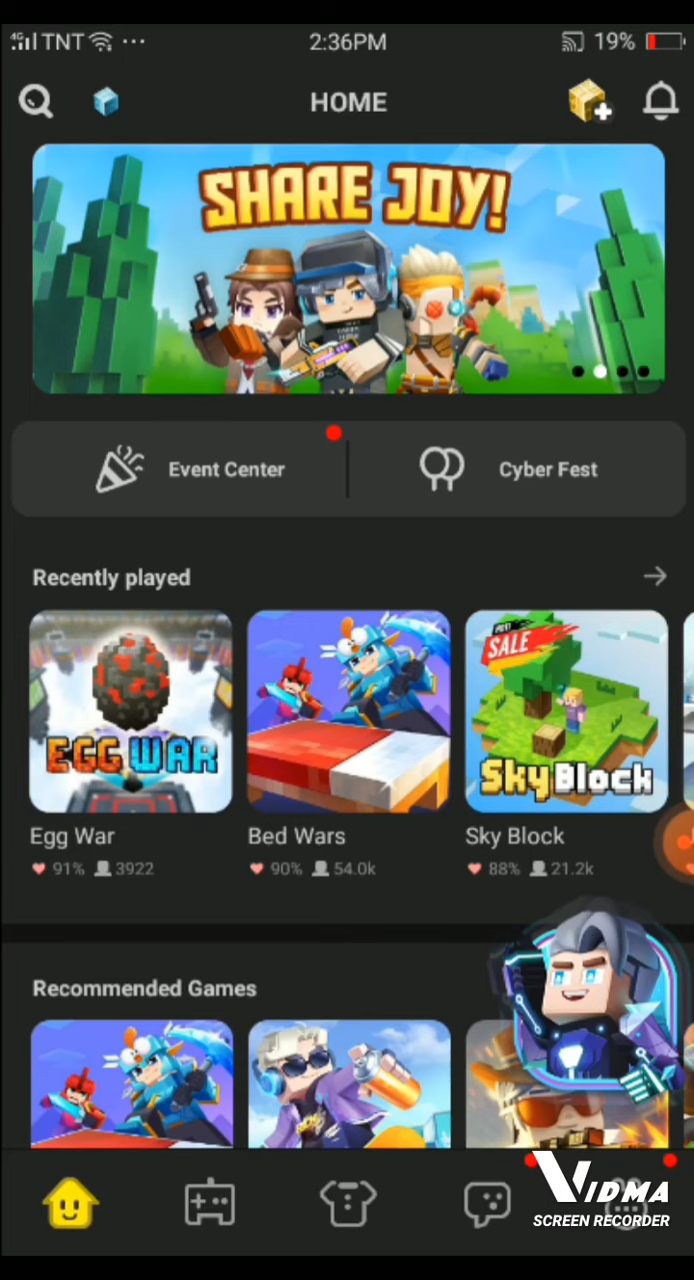 4G TNT 2:36PM 19%
HOME
SHARE JOY!
Event Center
Cyber Fest
Recently played
EGG WAR
SALE
SkyBlock
Egg War
Bed Wars
Sky Block
91% 3922
90% 54.0k
88% 21.2k
Recommended Games
VIDMA
SCREEN RECORDER